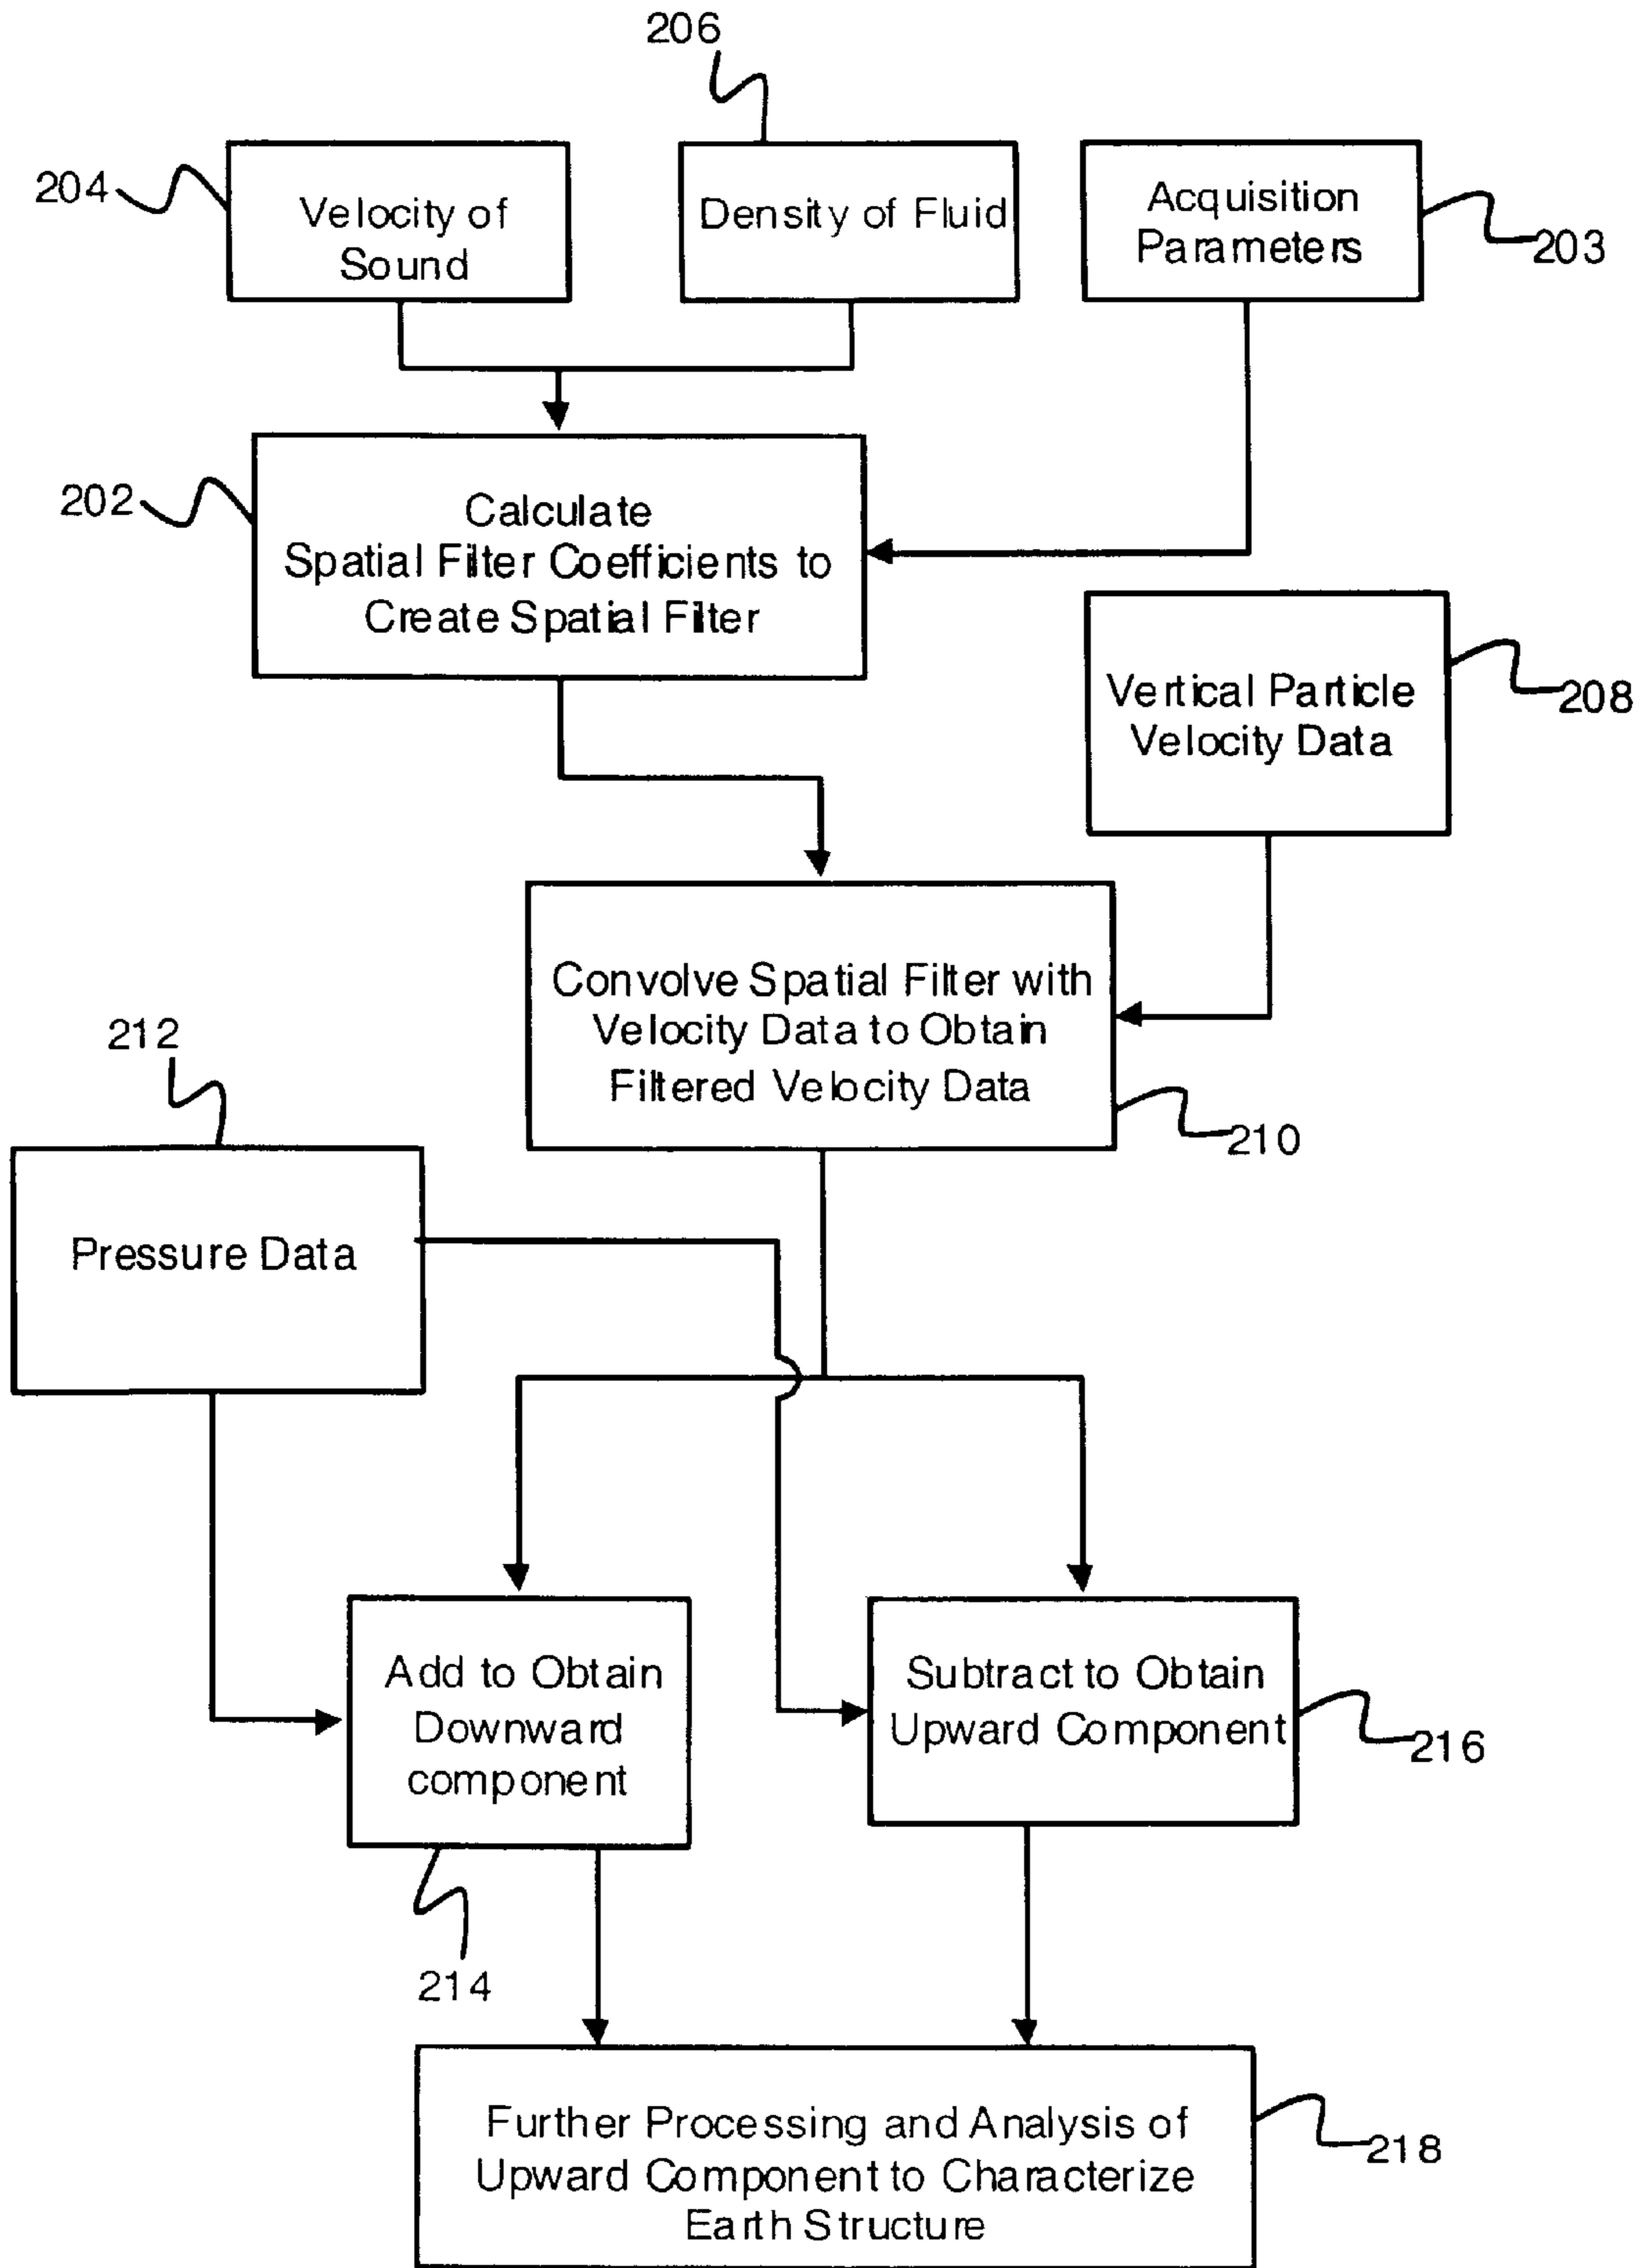 206
204
Velocity of
Sound
Density of Fluid
Acquisition
Parameters
203
202
Calculate
Spatial Filter Coefficients to
Create Spatial Filter
Vertical Particle
Velocity Data
208
Convolve Spatial Filter with
Velocity Data to Obtain
Filtered Velocity Data
210
212
Pressure Data
Add to Obtain
Downward
component
214
Subtract to Obtain
Upward Component
216
Further Processing and Analysis of
Upward Component to Characterize
Earth Structure
218